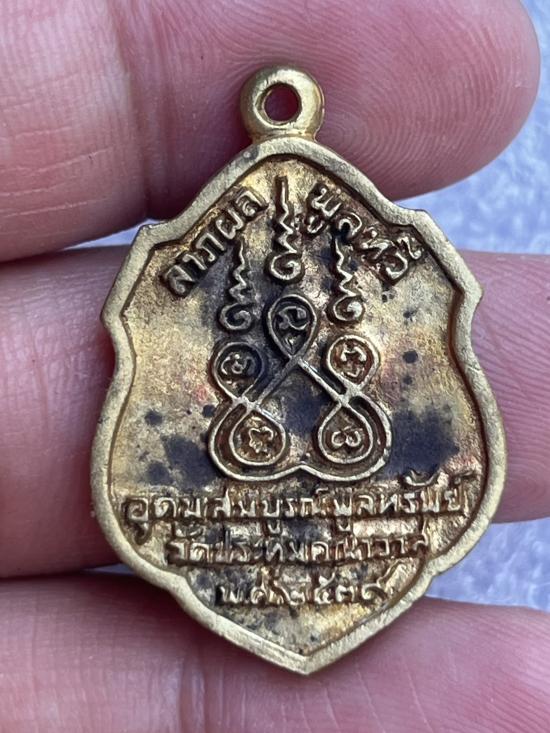 ลาภผล พูลทวี
อุดมสมบูรณ์พูลทรัพย์
วัดประทุมคณาวาส
พ.ศ.๒๕๓๙